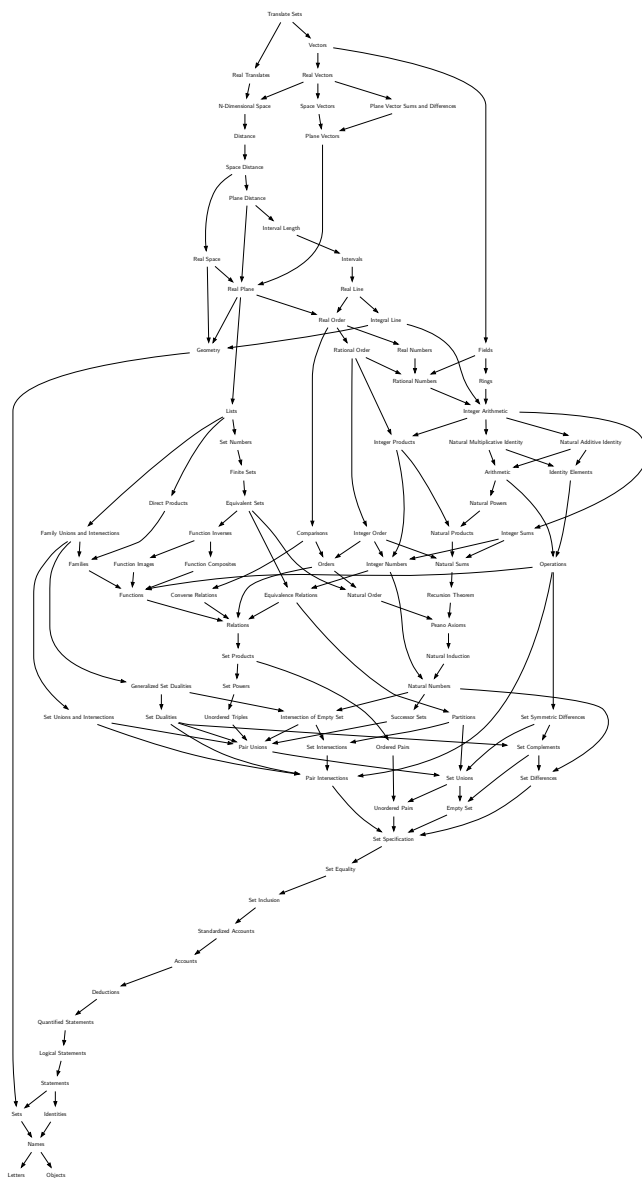 Translate Sets
Vectors
Real Translates Real Vectors
N-Dimensional Space Space Vectors Plane Vector Sums and Differences
Distance Plane Vectors
Space Distance
Plane Distance
Interval Length
Real Space Intervals
Real Plane Real Line
Real Order Integral Line
Geometry Rational Order Real Numbers Fields
Rational Numbers Rings
Lists Integer Arithmetic
Set Numbers Integer Products Natural Multiplicative Identity Natural Additive Identity
Finite Sets Arithmetic Identity Elements
Direct Products Equivalent Sets Natural Powers
Family Unions and Intersections Function Inverses Comparisons Integer Order Natural Products Integer Sums
Families Function Images Function Composites Orders Integer Numbers Natural Sums Operations
Functions Converse Relations Equivalence Relations Natural Order Recursion Theorem
Relations Peano Axioms
Set Products Natural Induction
Generalized Set Dualities Set Powers Natural Numbers
Set Unions and Intersections Set Dualities Unordered Triples Intersection of Empty Set Successor Sets Partitions Set Symmetric Differences
Pair Unions Set Intersections Ordered Pairs Set Complements
Pair Intersections Set Unions Set Differences
Unordered Pairs Empty Set
Set Specification
Set Equality
Set Inclusion
Standardized Accounts
Accounts
Deductions
Quantified Statements
Logical Statements
Statements
Sets Identities
Names
Letters Objects